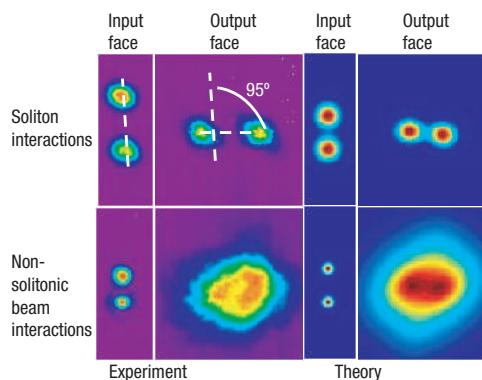 Input
face
Output
face
Input
face
Output
face
Soliton
interactions
95º
Non-
solitonic
beam
interactions
Experiment
Theory